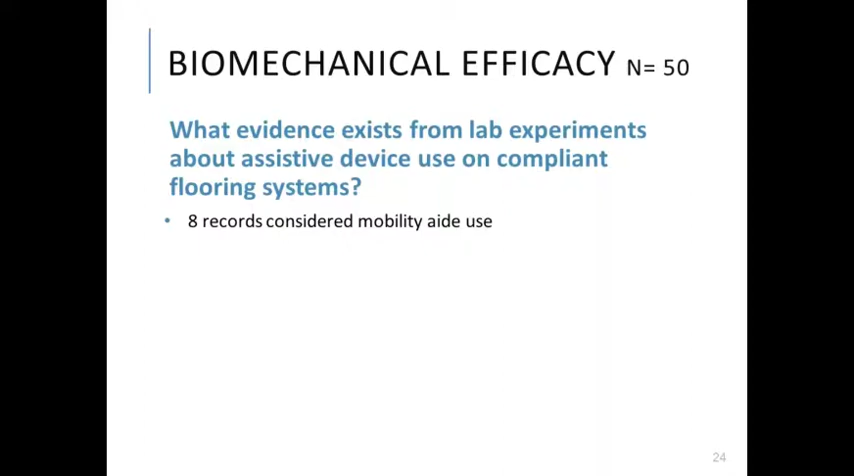 BIOMECHANICAL EFFICACY N= 50
What evidence exists from lab experiments
about assistive device use on compliant
flooring systems?
• 8 records considered mobility aide use
24